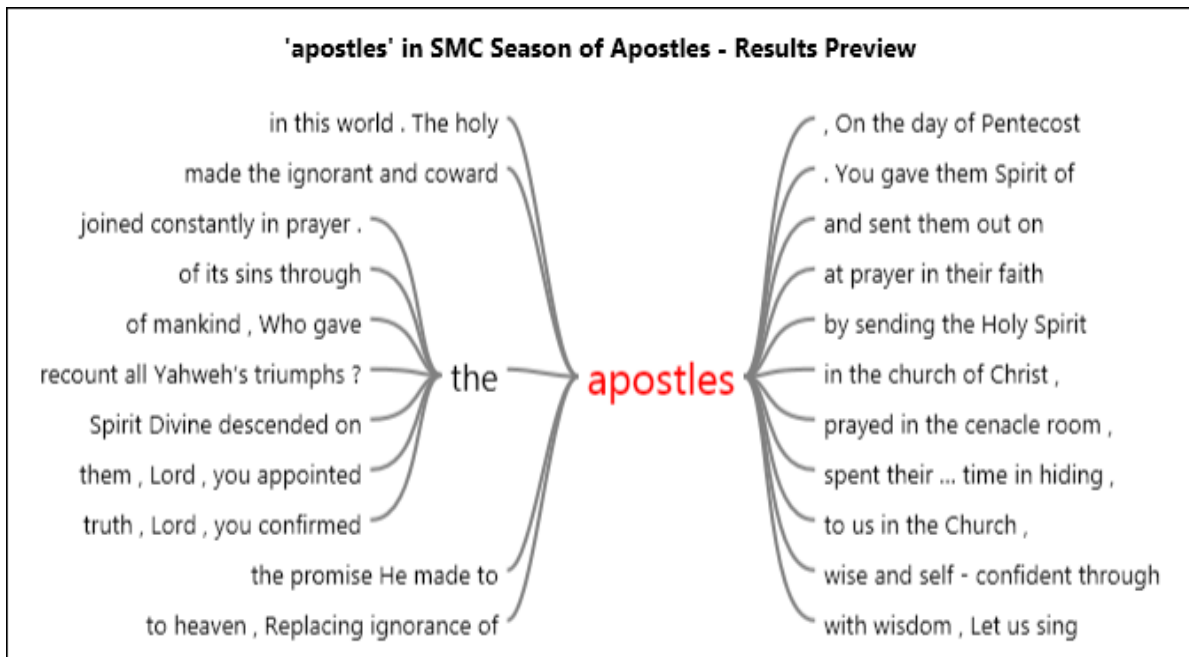 'apostles' in SMC Season of Apostles - Results Preview
in this world . The holy
made the ignorant and coward
joined constantly in prayer .
of its sins through
of mankind , Who gave
recount all Yahweh's triumphs ?
Spirit Divine descended on
them , Lord , you appointed
truth , Lord , you confirmed
the
the promise He made to
to heaven , Replacing ignorance of
apostles
, On the day of Pentecost
. You gave them Spirit of
and sent them out on
at prayer in their faith
by sending the Holy Spirit
in the church of Christ ,
prayed in the cenacle room ,
spent their ... time in hiding ,
to us in the Church ,
wise and self - confident through
with wisdom , Let us sing